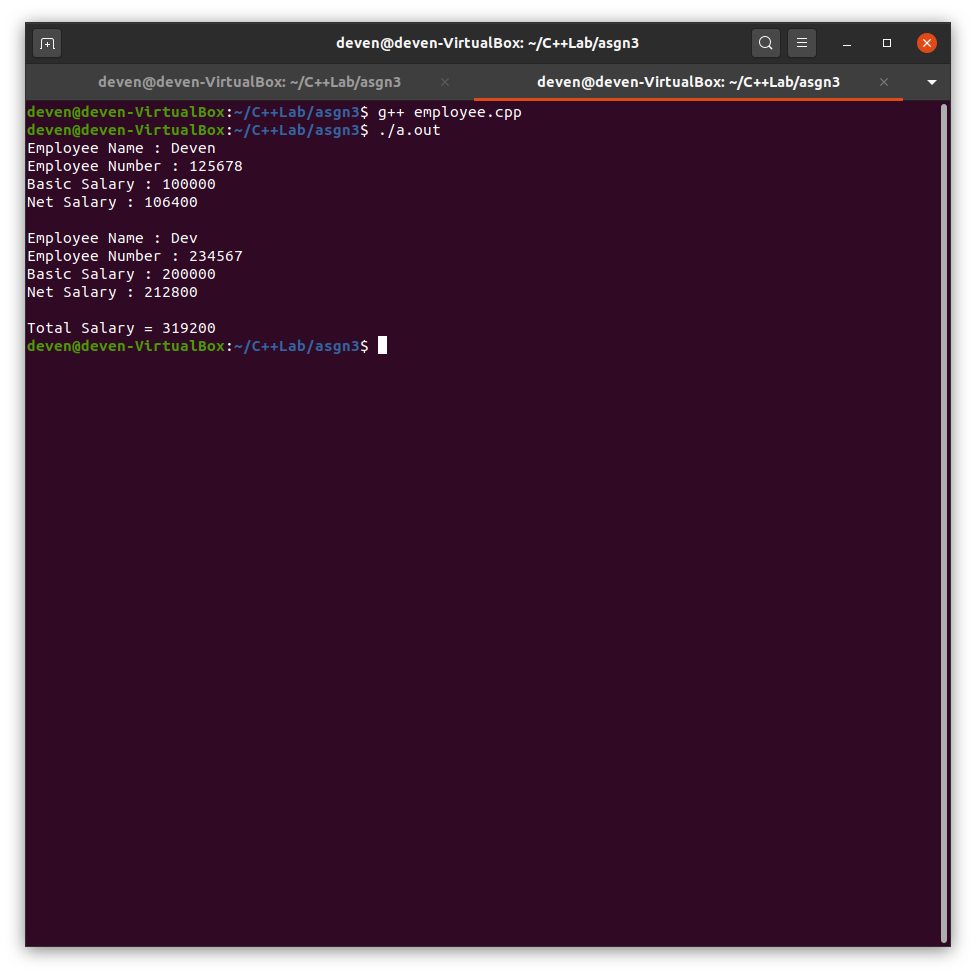 deven@deven-VirtualBox: ~/C++Lab/asgn3
deven@deven-VirtualBox: ~/C++Lab/asgn3
deven@deven-VirtualBox: ~/C++Lab/asgn3
deven@deven-VirtualBox:~/C++Lab/asgn3$ g++ employee.cpp
deven@deven-VirtualBox:~/C++Lab/asgn3$ ./a.out
Employee Name : Deven
Employee Number : 125678
Basic Salary : 100000
Net Salary : 106400
Employee Name : Dev
Employee Number : 234567
Basic Salary : 200000
Net Salary : 212800
Total Salary = 319200
deven@deven-VirtualBox:~/C++Lab/asgn3$